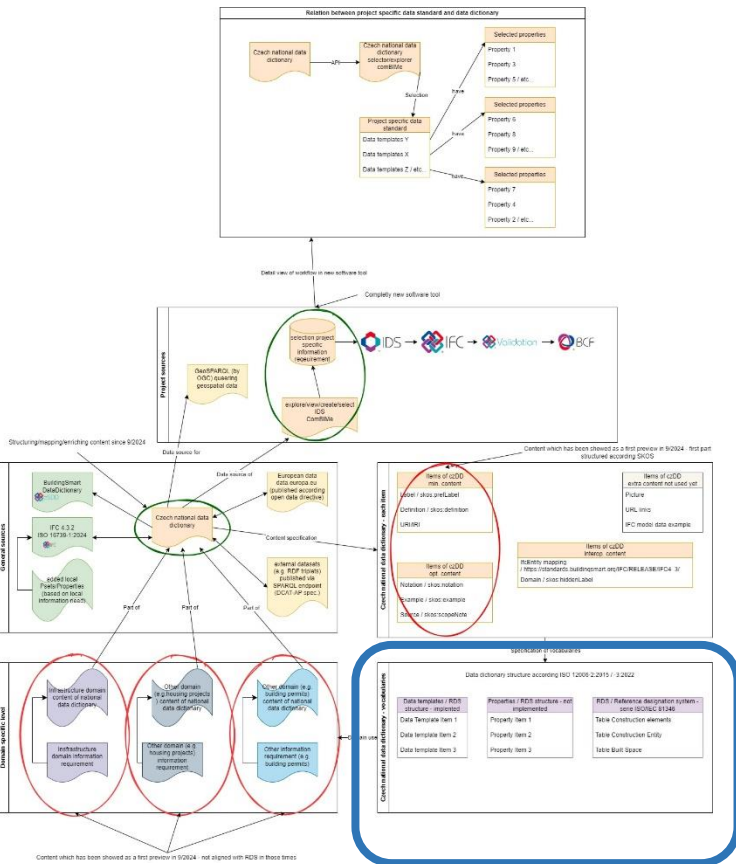 Relation between project specific data standard and data dictionary
Czech national data
dictionary
API
Czech national data
dictionary
selector/explorer
comBIMe
Selection
Project specific data
standard
Data templates Y
Data templates X
Data templates Z / etc...
have
have
have
Selected properties
Property 1
Property 3
Property 5 / etc...
Selected properties
Property 6
Property 8
Property 9 / etc...
Selected properties
Property 7
Property 4
Property 2 / etc...
Detail view of workflow in new software tool
Completly new software tool
Project sources
GeoSPARQL (by
OGC) quering
geospatial data
selection project
specific
information
requeirement
explore/view/create/select
IDS
ComBIMe
IDS
IFC
Validation
BCF
Structuring/mapping/enriching content since 9/2024
Data source for
Data source of
Content which has been showed as a first preview in 9/2024 - first part
structured according SKOS
General sources
BuildingSmart
DataDictionary
IFC 4.3.2
ISO 16739-1:2024
added local
Psets/Properties
(based on local
information need)
Czech national data
dictionary
European data
data.europa.eu
(published according
open data directive)
external datasets
(e.g. RDF triplets)
published via
SPARQL endpoint
(DCAT-AP spec.)
Content specification
Part of
Part of
Part of
Czech national data dictionary - each item
Items of czDD
min. content
Label / skos:prefLabel
Definition / skos:definition
URI/IRI
Items of czDD
opt. content
Notation / skos:notation
Example / skos:example
Source / skos:scopeNote
Items of czDD
extra content not used yet
Picture
URL links
IFC model data example
Items of czDD
interop. content
ifcEntity mapping
/ https://standards.buildingsmart.org/IFC/RELEASE/IFC4_3/
Domain / skos:hiddenLabel
Specification of vocabularies
Domain specific level
Infrastructure domain
content of national
data dictionary
Insfrastructure
domain information
requirement
Other domain
(e.g.housing projects
) content of national
data dictionary
Other domain (e.g.
housing projects)
information
requirement
Other domain (e.g.
building permits)
content of national
data dictionary
Other information
requirement (e.g.
building permits)
Domain use
Czech national data dictionary - vocabularies
Data dictionary structure according ISO 12006-2:2015 / -3:2022
Data templates / RDS
structure - implented
Data Template Item 1
Data template Item 2
Data template Item 3
Properties / RDS structure - not
implemented
Property Item 1
Property Item 2
Property Item 3
RDS / Reference designation system -
serie ISO/IEC 81346
Table Construction elements
Table Construction Entity
Table Built Space
Content which has been showed as a first preview in 9/2024 - not aligned with RDS in those times